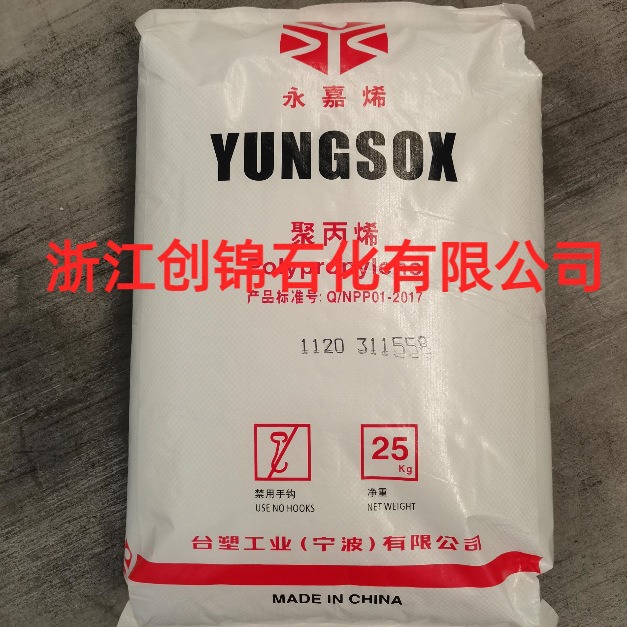 永嘉烯
YUNGSOX
聚丙烯
浙江创锦石化有限公司
Polypropylene
产品标准号: Q/NPP01-2017
1120 311558
25
Kg
禁用手钩
USE NO HOOKS
净重
NET WLIGHT
台塑工业(宁波)有限公司
MADE IN CHINA